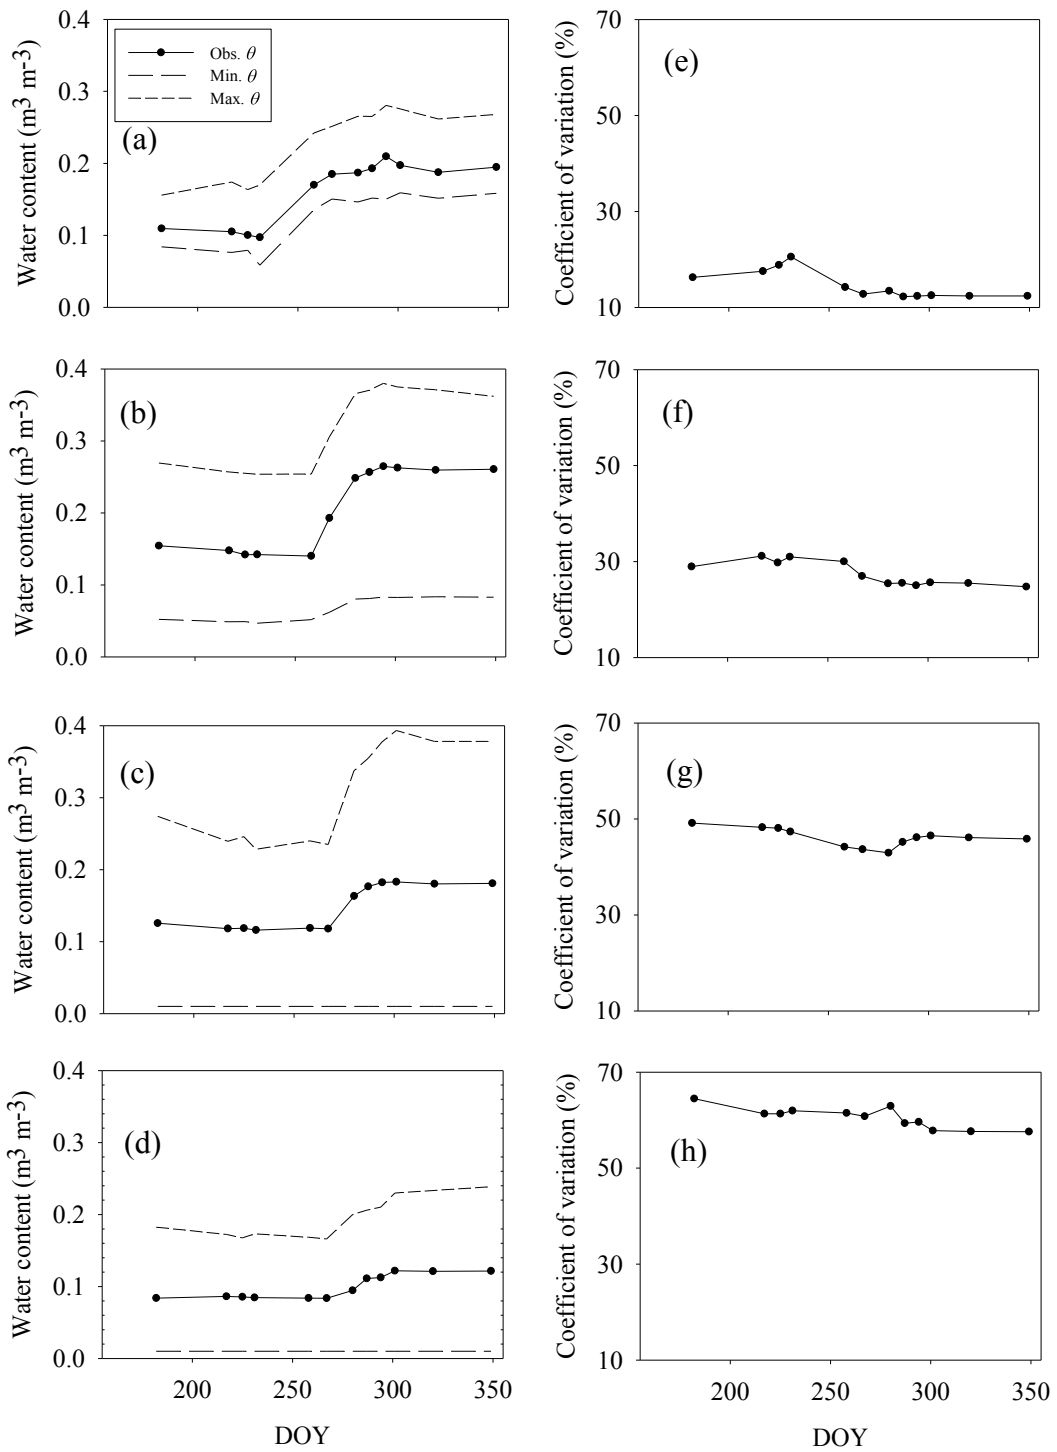 0.4
0.3
0.2
0.1
0.0
Water content (m3 m-3)
Obs. θ
Min. θ
Max. θ
(a)
70
50
30
10
Coefficient of variation (%)
(e)
0.4
0.3
0.2
0.1
0.0
Water content (m3 m-3)
(b)
70
50
30
10
Coefficient of variation (%)
(f)
0.4
0.3
0.2
0.1
0.0
Water content (m3 m-3)
(c)
70
50
30
10
Coefficient of variation (%)
(g)
0.4
0.3
0.2
0.1
0.0
Water content (m3 m-3)
(d)
200 250 300 350
DOY
70
50
30
10
Coefficient of variation (%)
(h)
200 250 300 350
DOY